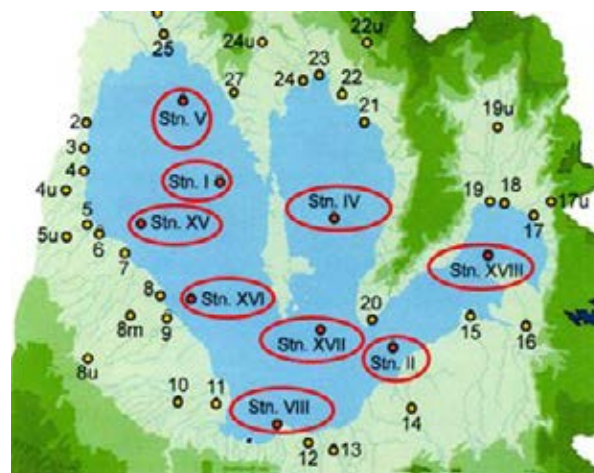 25
24u
22u
23
24
22
27
Stn. V
2
21
19u
3
4
Stn. I
4u
19
18
17u
Stn. IV
5
Stn. XV
17
5u
6
7
Stn. XVIII
8
Stn. XVI
20
8m
9
15
16
Stn. XVII
8u
Stn. II
10
11
Stn. VIII
14
12
13